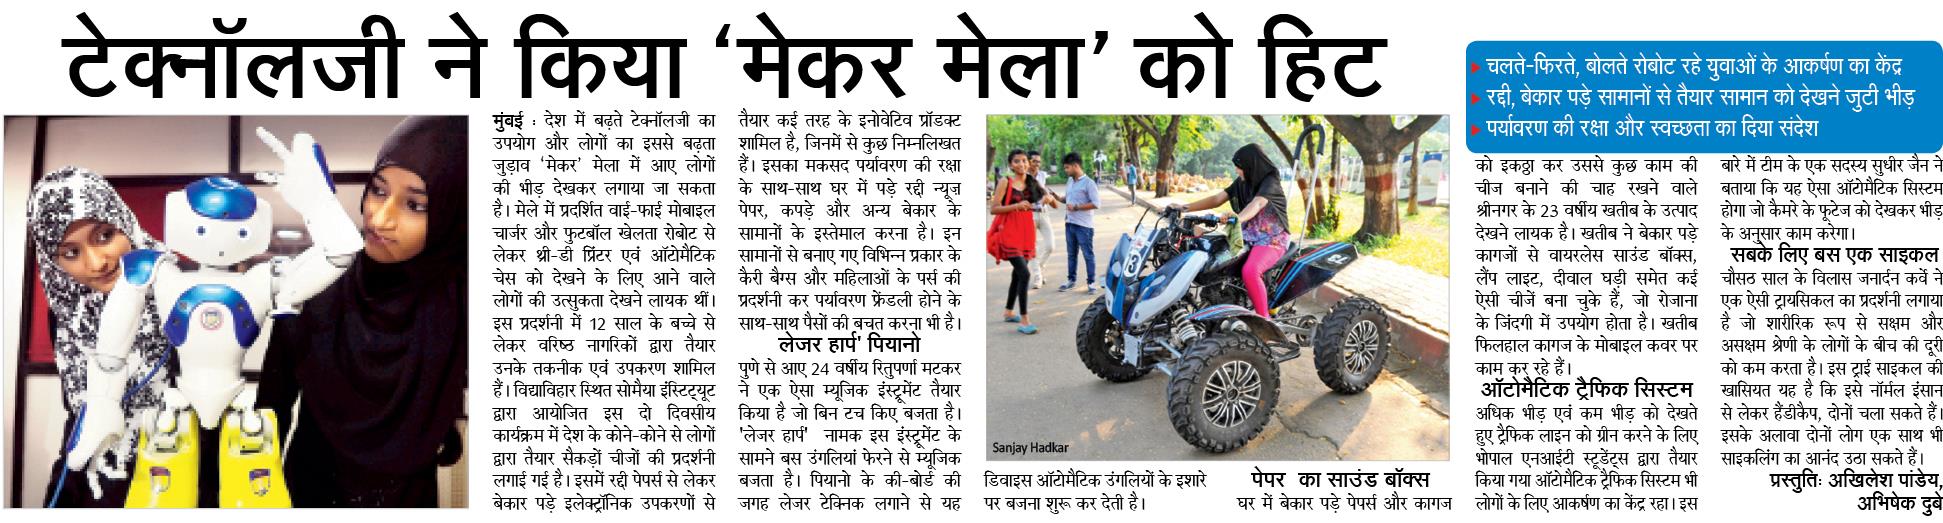 टेक्नॉलजी ने किया ‘मेकर मेला’ को हिट
▸ चलते-फिरते, बोलते रोबोट रहे युवाओं के आकर्षण का केंद्र
▸ रद्दी, बेकार पड़े सामानों से तैयार सामान को देखने जुटी भीड़
▸ पर्यावरण की रक्षा और स्वच्छता का दिया संदेश
मुंबई : देश में बढ़ते टेक्नॉलजी का
उपयोग और लोगों का इससे बढ़ता
जुड़ाव ‘मेकर’ मेला में आए लोगों
की भीड़ देखकर लगाया जा सकता
है। मेले में प्रदर्शित वाई-फाई मोबाइल
चार्जर और फुटबॉल खेलता रोबोट से
लेकर थ्री-डी प्रिंटर एवं ऑटोमैटिक
चेस को देखने के लिए आने वाले
लोगों की उत्सुकता देखने लायक थीं।
इस प्रदर्शनी में 12 साल के बच्चे से
लेकर वरिष्ठ नागरिकों द्वारा तैयार
उनके तकनीक एवं उपकरण शामिल
हैं। विद्याविहार स्थित सोमैया इंस्टिट्यूट
द्वारा आयोजित इस दो दिवसीय
कार्यक्रम में देश के कोने-कोने से लोगों
द्वारा तैयार सैकड़ों चीजों की प्रदर्शनी
लगाई गई है। इसमें रद्दी पेपर्स से लेकर
बेकार पड़े इलेक्ट्रॉनिक उपकरणों से
तैयार कई तरह के इनोवेटिव प्रॉडक्ट
शामिल है, जिनमें से कुछ निम्नलिखत
हैं। इसका मकसद पर्यावरण की रक्षा
के साथ-साथ घर में पड़े रद्दी न्यूज़
पेपर, कपड़े और अन्य बेकार के
सामानों के इस्तेमाल करना है। इन
सामानों से बनाए गए विभिन्न प्रकार के
कैरी बैग्स और महिलाओं के पर्स की
प्रदर्शनी कर पर्यावरण फ्रेंडली होने के
साथ-साथ पैसों की बचत करना भी है।
लेजर हार्प' पियानो
पुणे से आए 24 वर्षीय रितुपर्णा मटकर
ने एक ऐसा म्यूजिक इंस्ट्रूमेंट तैयार
किया है जो बिन टच किए बजता है।
'लेजर हार्प' नामक इस इंस्ट्रूमेंट के
सामने बस उंगलियां फेरने से म्यूजिक
बजता है। पियानो के की-बोर्ड की
जगह लेजर टेक्निक लगाने से यह
Sanjay Hadkar
डिवाइस ऑटोमैटिक उंगलियों के इशारे
पर बजना शुरू कर देती है।
पेपर का साउंड बॉक्स
घर में बेकार पड़े पेपर्स और कागज
को इकठ्ठा कर उससे कुछ काम की
चीज बनाने की चाह रखने वाले
श्रीनगर के 23 वर्षीय खतीब के उत्पाद
देखने लायक है। खतीब ने बेकार पड़े
कागजों से वायरलेस साउंड बॉक्स,
लैंप लाइट, दीवाल घड़ी समेत कई
ऐसी चीजें बना चुके हैं, जो रोजाना
के जिंदगी में उपयोग होता है। खतीब
फिलहाल कागज के मोबाइल कवर पर
काम कर रहे हैं।
ऑटोमैटिक ट्रैफिक सिस्टम
अधिक भीड़ एवं कम भीड़ को देखते
हुए ट्रैफिक लाइन को ग्रीन करने के लिए
भोपाल एनआईटी स्टूडेंट्स द्वारा तैयार
किया गया ऑटोमैटिक ट्रैफिक सिस्टम भी
लोगों के लिए आकर्षण का केंद्र रहा। इस
बारे में टीम के एक सदस्य सुधीर जैन ने
बताया कि यह ऐसा ऑटोमैटिक सिस्टम
होगा जो कैमरे के फूटेज को देखकर भीड़
के अनुसार काम करेगा।
सबके लिए बस एक साइकल
चौसठ साल के विलास जनार्दन कर्वे ने
एक ऐसी ट्रायसिकल का प्रदर्शनी लगाया
है जो शारीरिक रूप से सक्षम और
असक्षम श्रेणी के लोगों के बीच की दूरी
को कम करता है। इस ट्राई साइकल की
खासियत यह है कि इसे नॉर्मल इंसान
से लेकर हैंडीकैप, दोनों चला सकते हैं।
इसके अलावा दोनों लोग एक साथ भी
साइकलिंग का आनंद उठा सकते हैं।
प्रस्तुतिः अखिलेश पांडेय,
अभिषेक दुबे